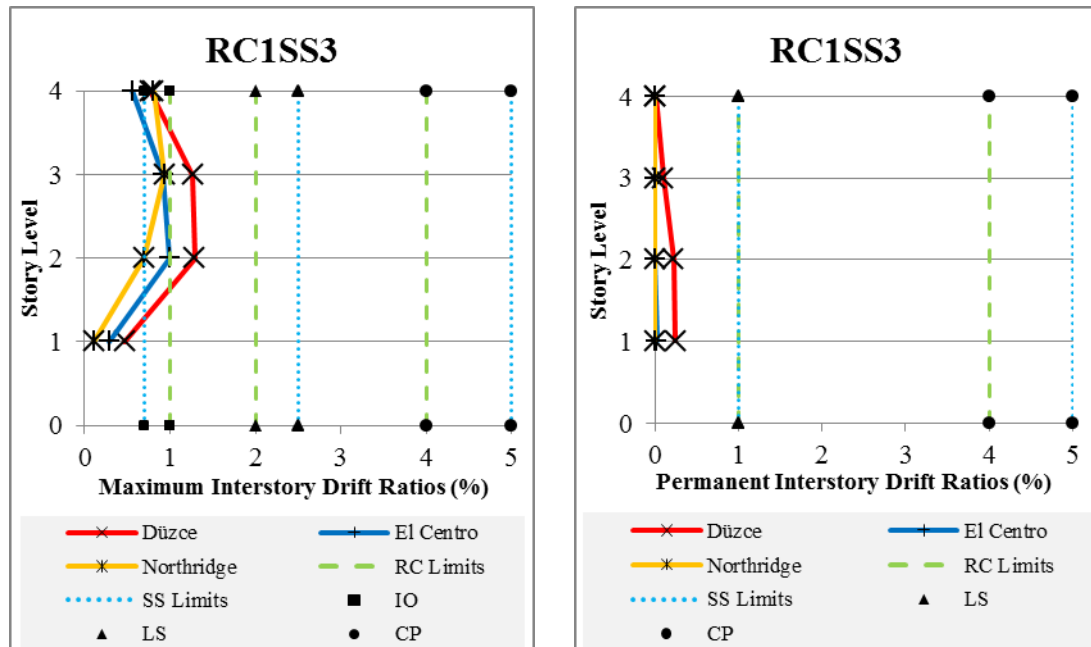 RC1SS3
4
3
2
1
0
Story Level
0 1 2 3 4 5
Maximum Interstory Drift Ratios (%)
Düzce El Centro
Northridge RC Limits
SS Limits IO
LS CP
RC1SS3
4
3
2
1
0
Story Level
0 1 2 3 4 5
Permanent Interstory Drift Ratios (%)
Düzce El Centro
Northridge RC Limits
SS Limits LS
CP